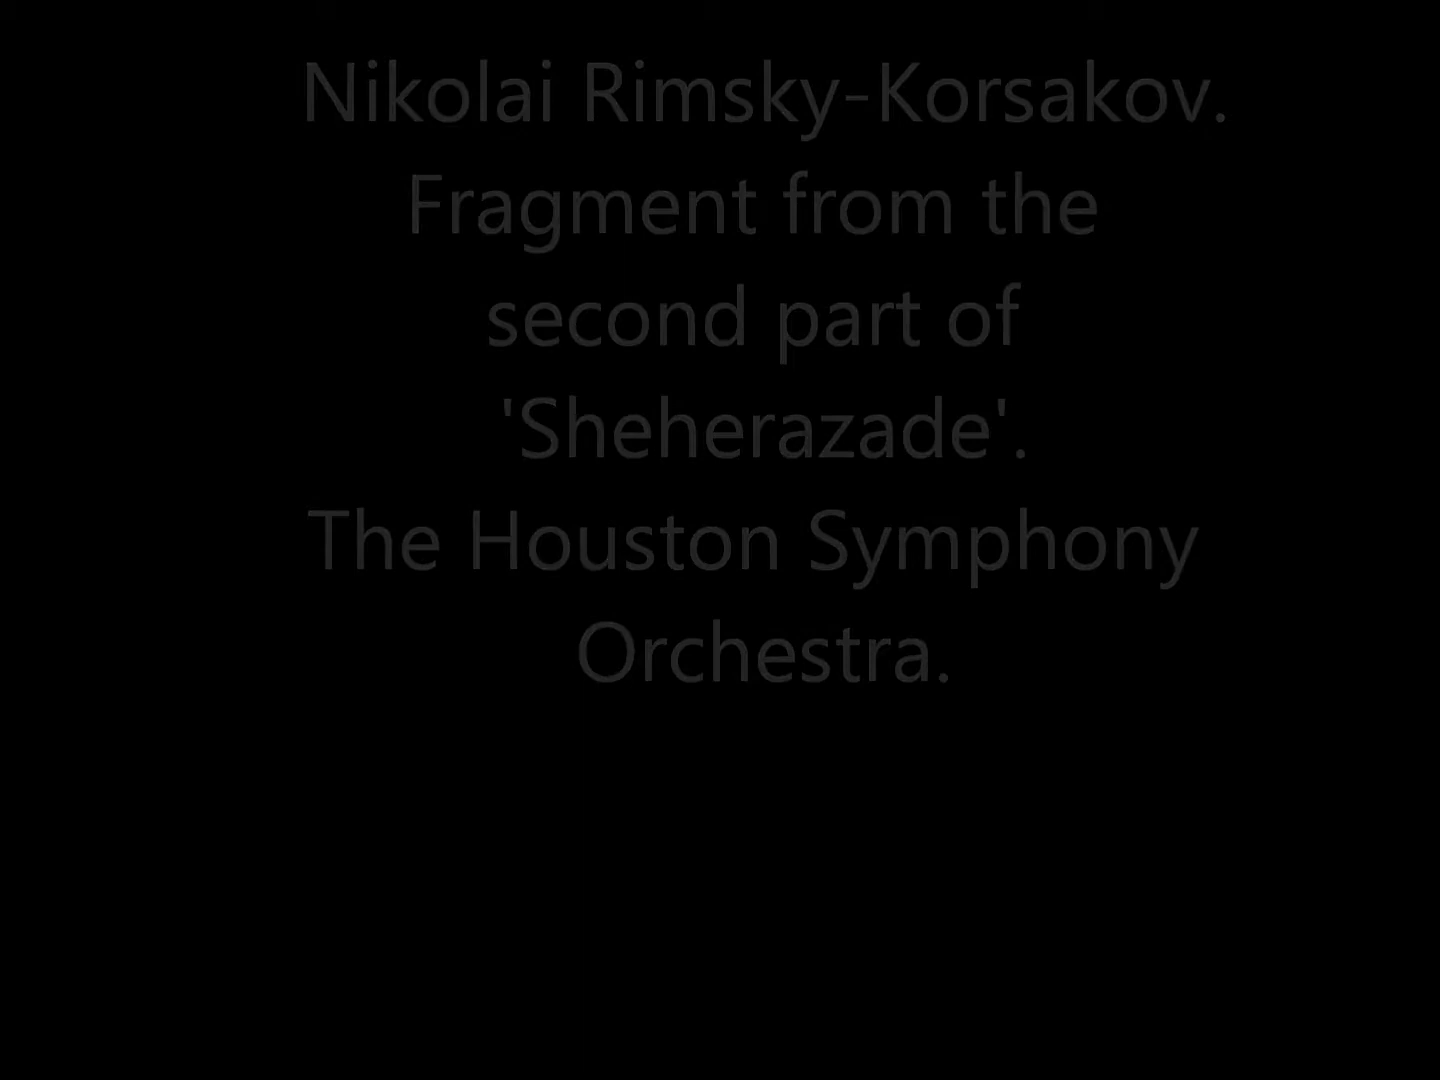 Nikolai Rimsky-Korsakov.
Fragment from the
second part of
'Sheherazade'.
The Houston Symphony
Orchestra.